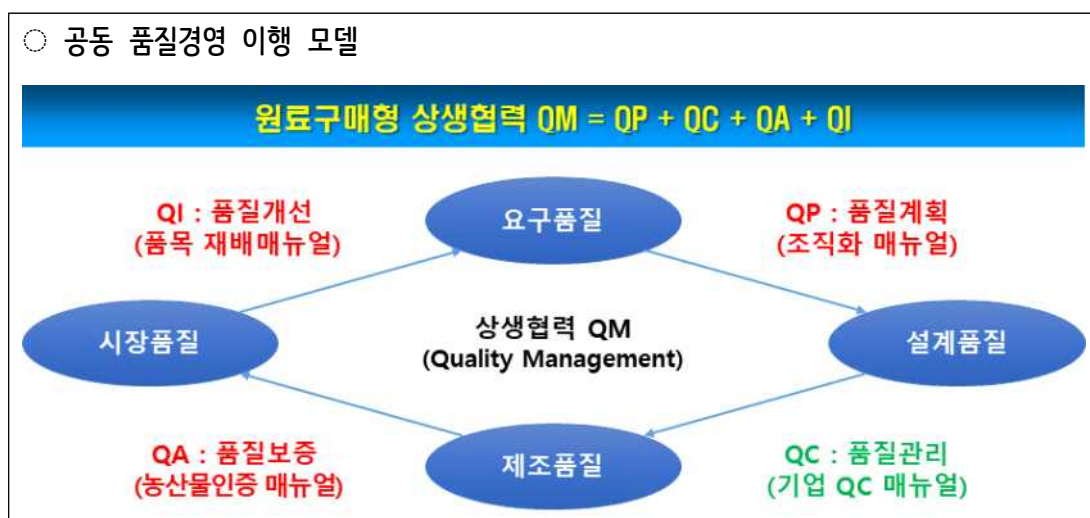 ○ 공동 품질경영 이행 모델
원료구매형 상생협력 QM = QP + QC + QA + QI
QI : 품질개선
(품목 재배매뉴얼)
요구품질
QP : 품질계획
(조직화 매뉴얼)
시장품질
상생협력 QM
(Quality Management)
설계품질
QA : 품질보증
(농산물인증 매뉴얼)
제조품질
QC : 품질관리
(기업 QC 매뉴얼)